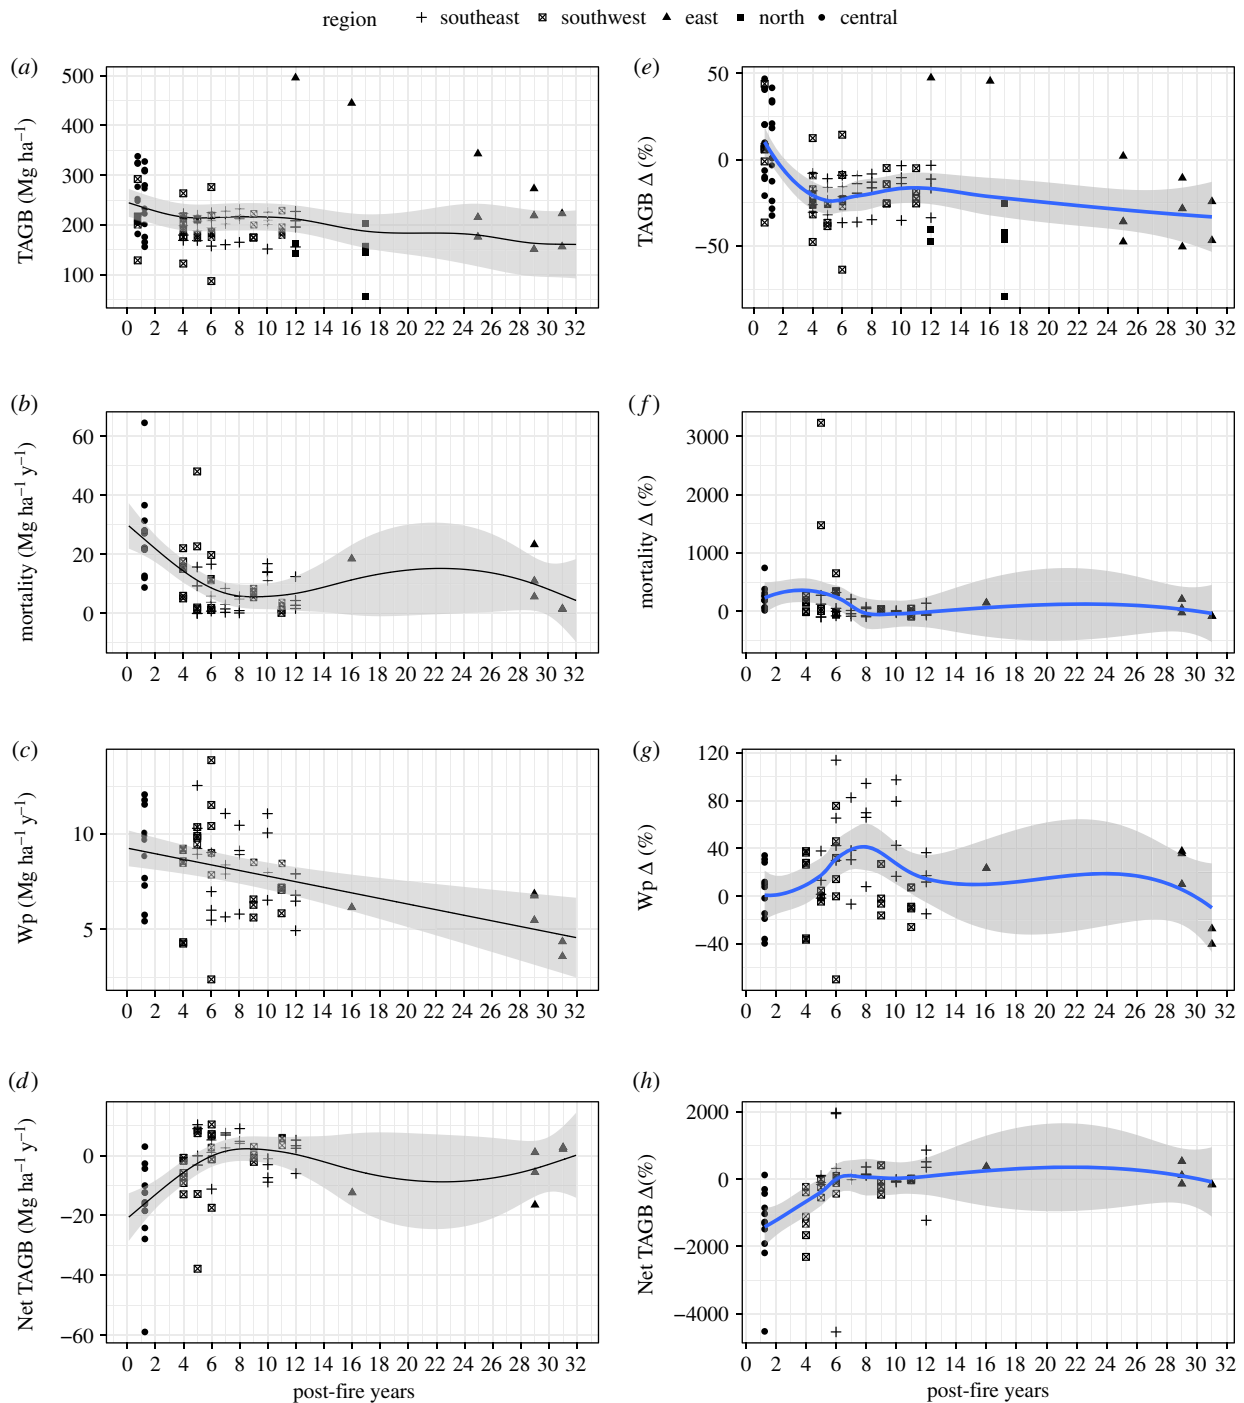 region southeast southwest east north central
(a)
TAGB (Mg ha⁻¹)
500
400
300
200
100
0 2 4 6 8 10 12 14 16 18 20 22 24 26 28 30 32
(e)
TAGB Δ (%)
50
0
−50
0 2 4 6 8 10 12 14 16 18 20 22 24 26 28 30 32
(b)
mortality (Mg ha⁻¹ y⁻¹)
60
40
20
0
0 2 4 6 8 10 12 14 16 18 20 22 24 26 28 30 32
(f)
mortality Δ (%)
3000
2000
1000
0
0 2 4 6 8 10 12 14 16 18 20 22 24 26 28 30 32
(c)
Wp (Mg ha⁻¹ y⁻¹)
10
5
0 2 4 6 8 10 12 14 16 18 20 22 24 26 28 30 32
(g)
Wp Δ (%)
120
80
40
0
−40
0 2 4 6 8 10 12 14 16 18 20 22 24 26 28 30 32
(d)
Net TAGB (Mg ha⁻¹ y⁻¹)
0
−20
−40
−60
0 2 4 6 8 10 12 14 16 18 20 22 24 26 28 30 32
post-fire years
(h)
Net TAGB Δ(%)
2000
0
−2000
−4000
0 2 4 6 8 10 12 14 16 18 20 22 24 26 28 30 32
post-fire years